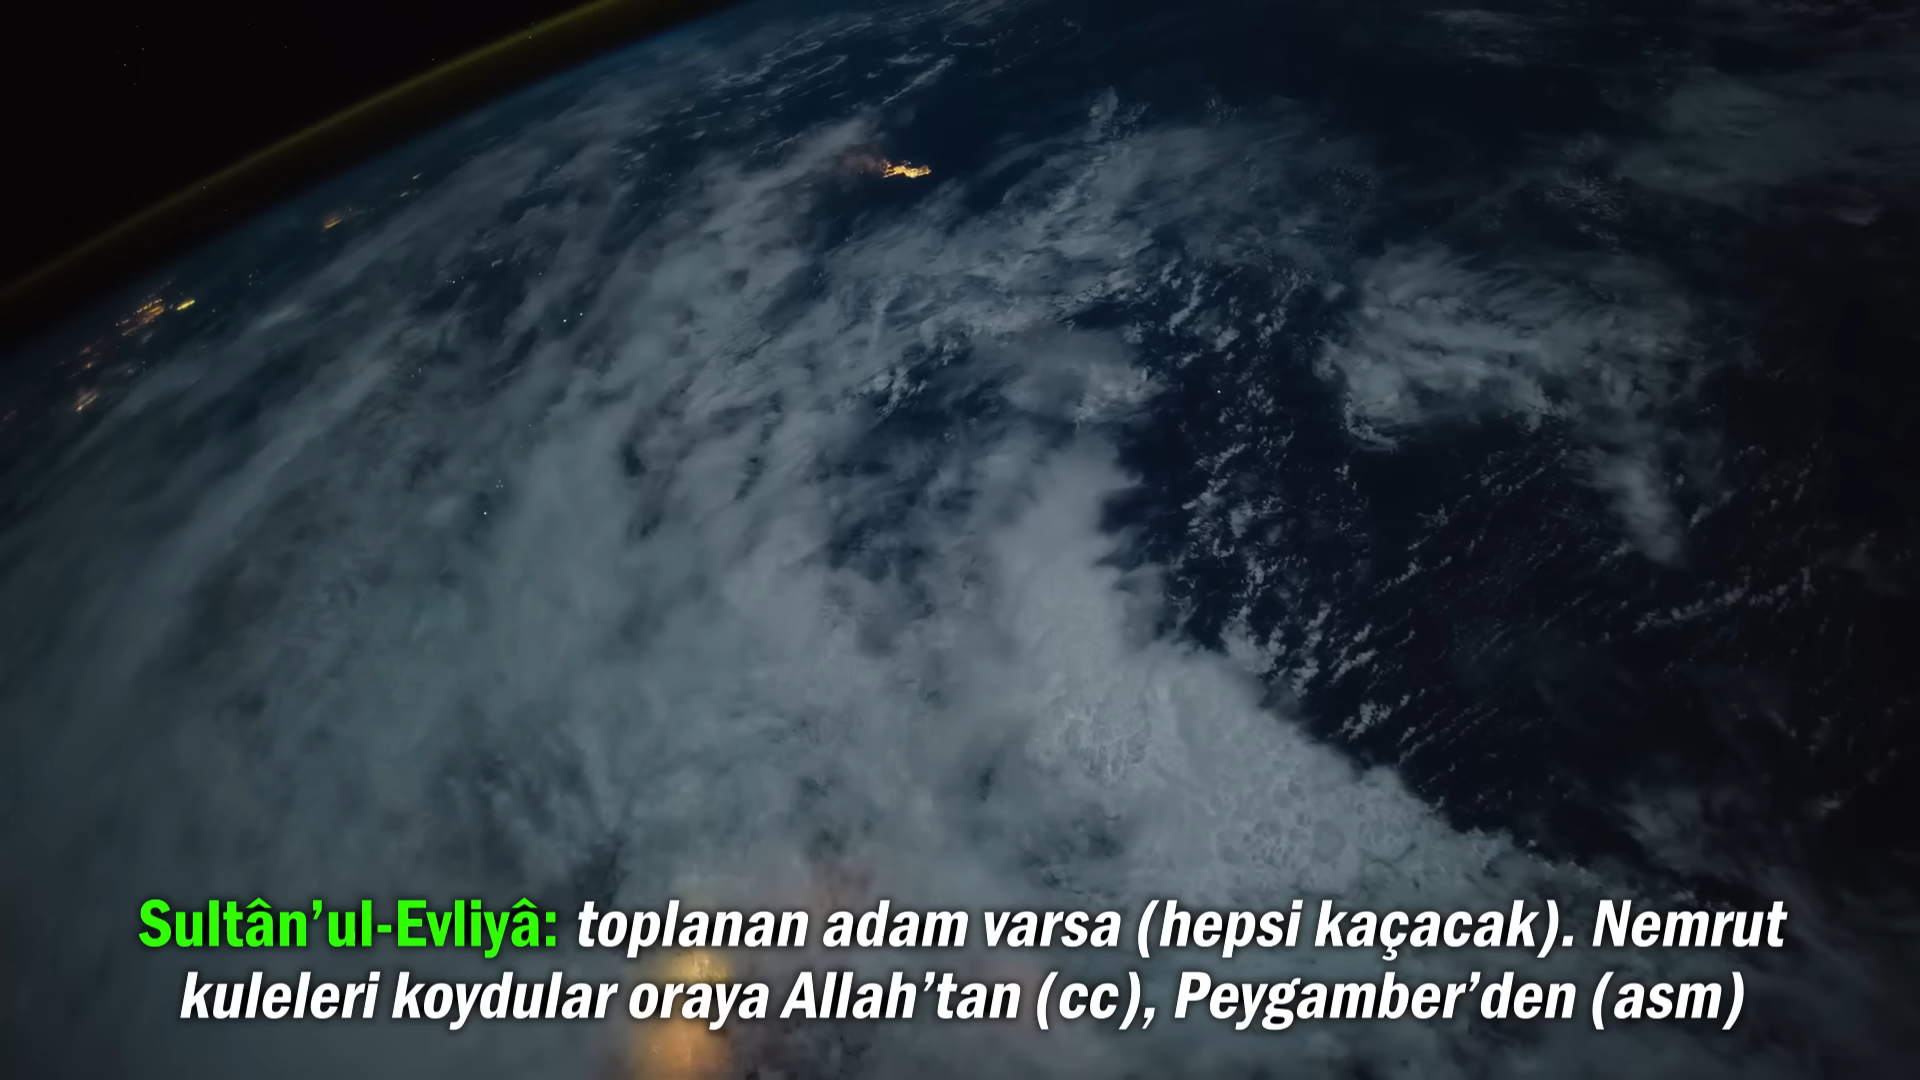 Sultân’ul-Evliyâ: toplanan adam varsa (hepsi kaçacak). Nemrut
kuleleri koydular oraya Allah’tan (cc), Peygamber’den (asm)